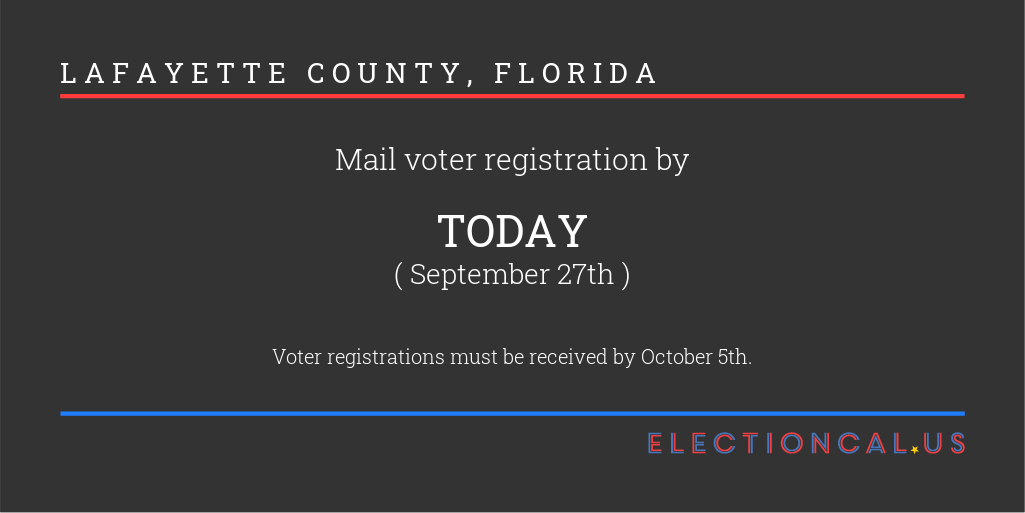 LAFAYETTE COUNTY, FLORIDA
Mail voter registration by
TODAY
( September 27th )
Voter registrations must be received by October 5th.
ELECTIONCAL.US